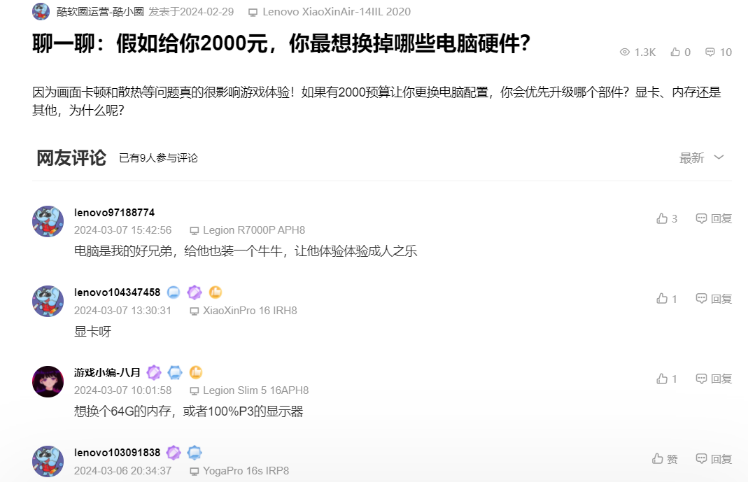 酷软圈运营-酷小圈 发表于2024-02-29 Lenovo XiaoXinAir-14IIL 2020
聊一聊：假如给你2000元，你最想换掉哪些电脑硬件？
1.3K 0 10
因为画面卡顿和散热等问题真的很影响游戏体验！如果有2000预算让你更换电脑配置，你会优先升级哪个部件？显卡、内存还是
其他，为什么呢？
网友评论 已有9人参与评论 最新
lenovo97188774
3 回复
2024-03-07 15:42:56 Legion R7000P APH8
电脑是我的好兄弟，给他也装一个牛牛，让他体验体验成人之乐
lenovo104347458
1 回复
2024-03-07 13:30:31 XiaoXinPro 16 IRH8
显卡呀
游戏小编-八月
1 回复
2024-03-07 10:01:58 Legion Slim 5 16APH8
想换个64G的内存，或者100%P3的显示器
lenovo103091838
赞 回复
2024-03-06 20:34:37 YogaPro 16s IRP8